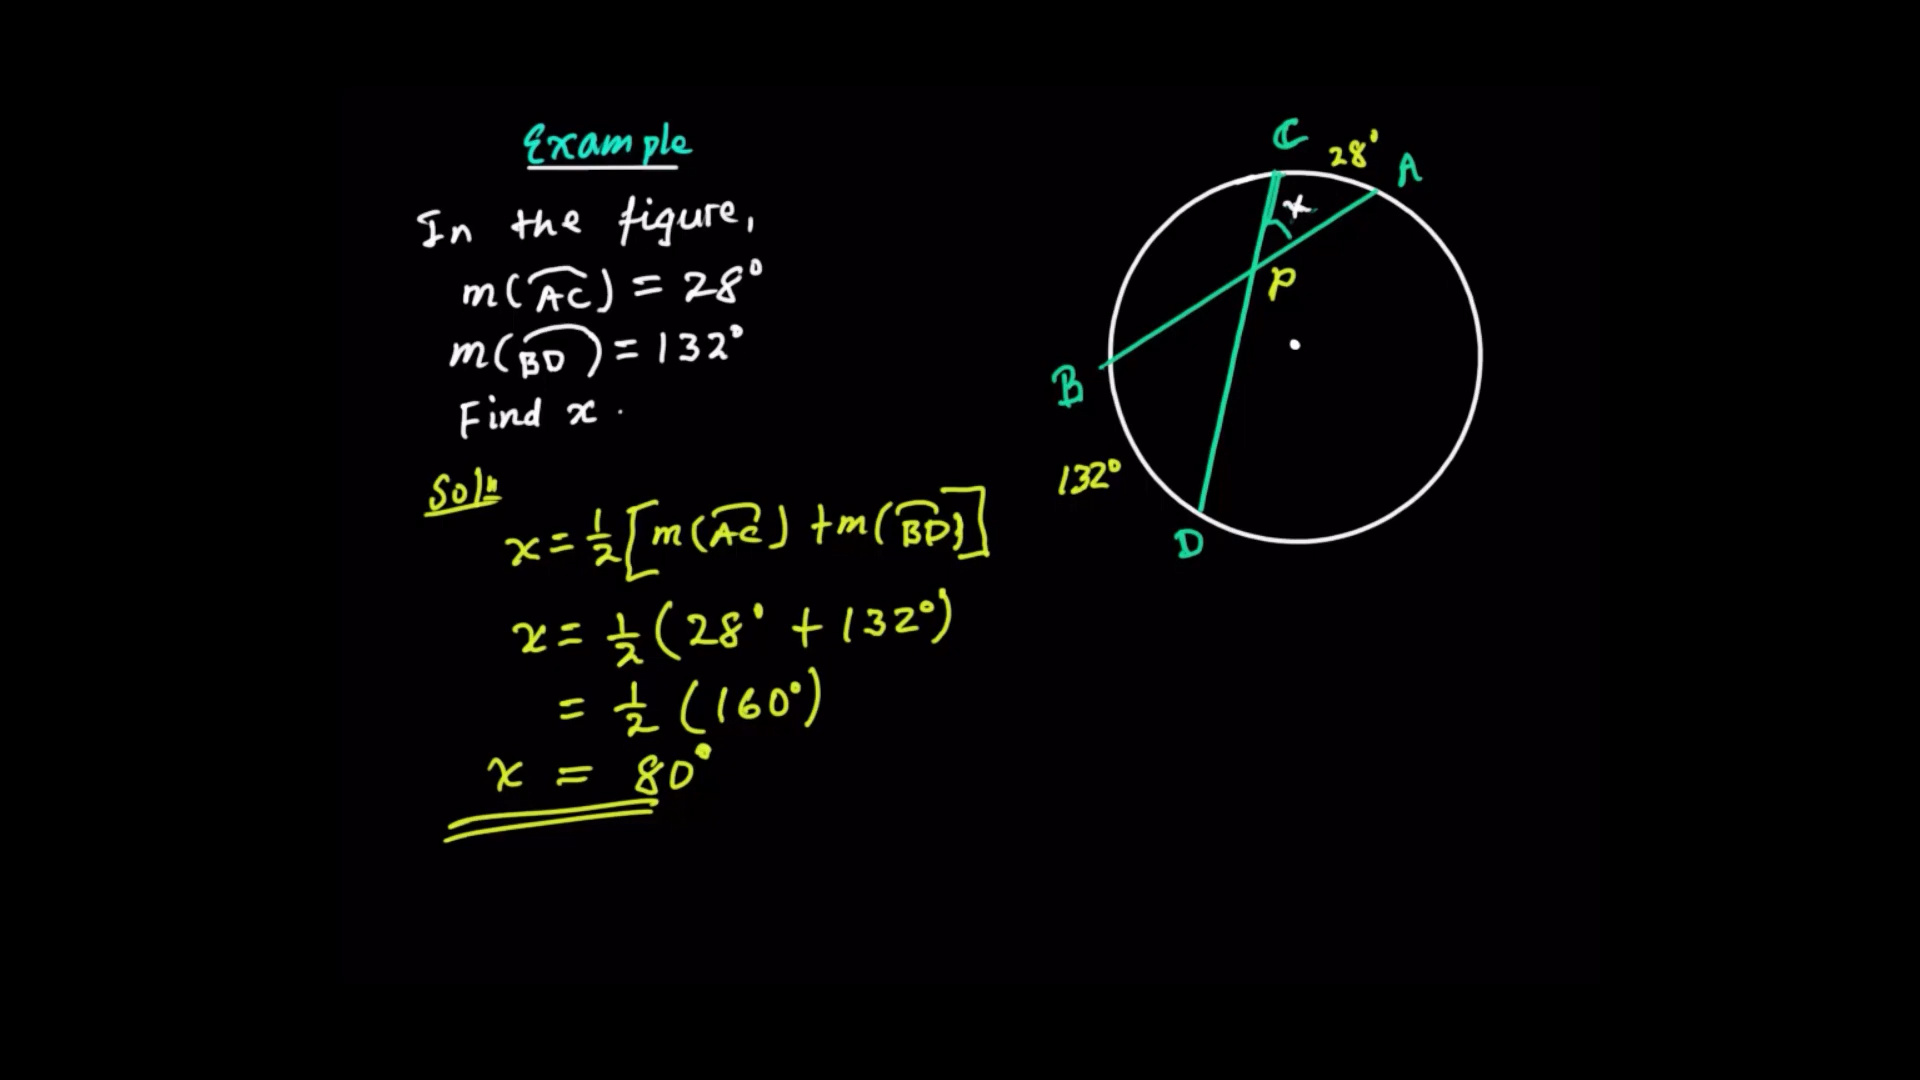 Example
In the figure,
m(AC) = 28°
m(BD) = 132°
Find x.
Soln
x = 1/2 [m(AC) + m(BD)]
x = 1/2 (28° + 132°)
= 1/2 (160°)
x = 80°
C
28°
A
x
P
B
132°
D